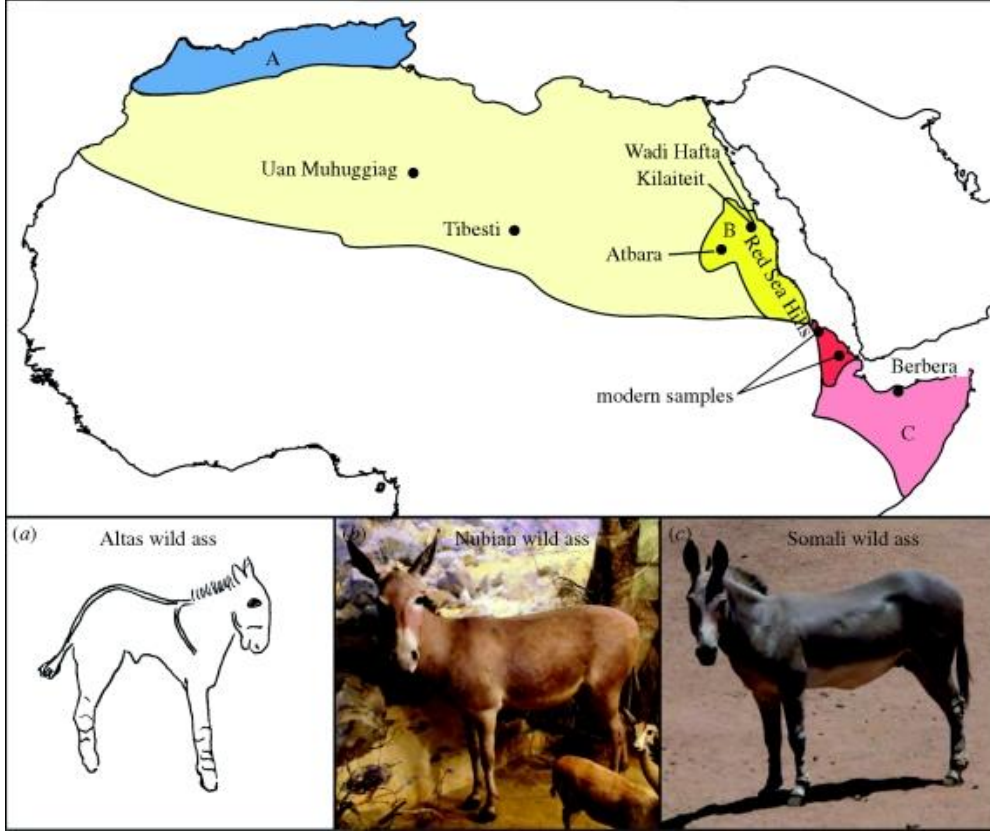 A
Uan Muhuggiag
Tibesti
Wadi Hafta
Kilaiteit
B
Atbara
Red Sea Hills
modern samples
Berbera
C
(a)
Altas wild ass
(b)
Nubian wild ass
(c)
Somali wild ass